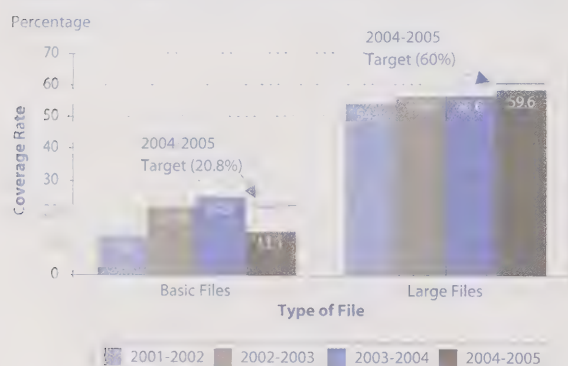 Percentage
70
60
50
40
30
0
Coverage Rate
2004-2005
Target (20.8%)
2004-2005
Target (60%)
59.6
Basic Files
Large Files
Type of File
2001-2002
2002-2003
2003-2004
2004-2005